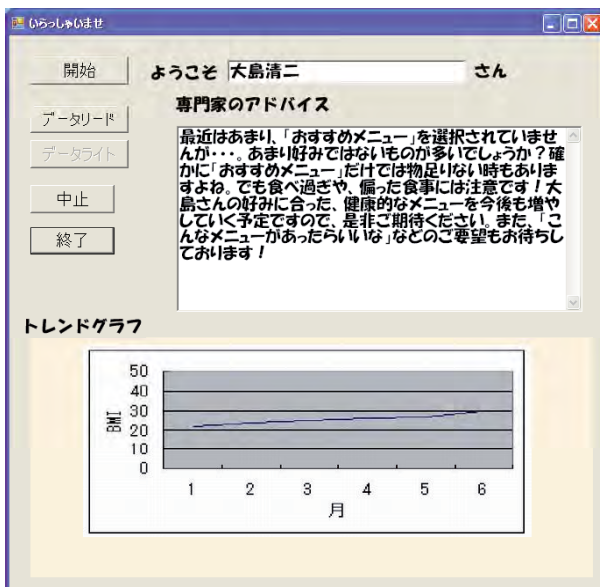 いらっしゃいませ
開始
ようこそ 大島清二 さん
専門家のアドバイス
データリード
データライト
中止
終了
最近はあまり、「おすすめメニュー」を選択されていませ
んが・・・。あまり好みではないものが多いでしょうか？確
かに「おすすめメニュー」だけでは物足りない時もありま
すよね。でも食べ過ぎや、偏った食事には注意です！大
島さんの好みに合った、健康的なメニューを今後も増や
していく予定ですので、是非ご期待ください。また、「こ
んなメニューがあったらいいな」などのご要望もお待ちし
ております！
トレンドグラフ
50
40
30
20
10
0
BMI
1 2 3 4 5 6
月